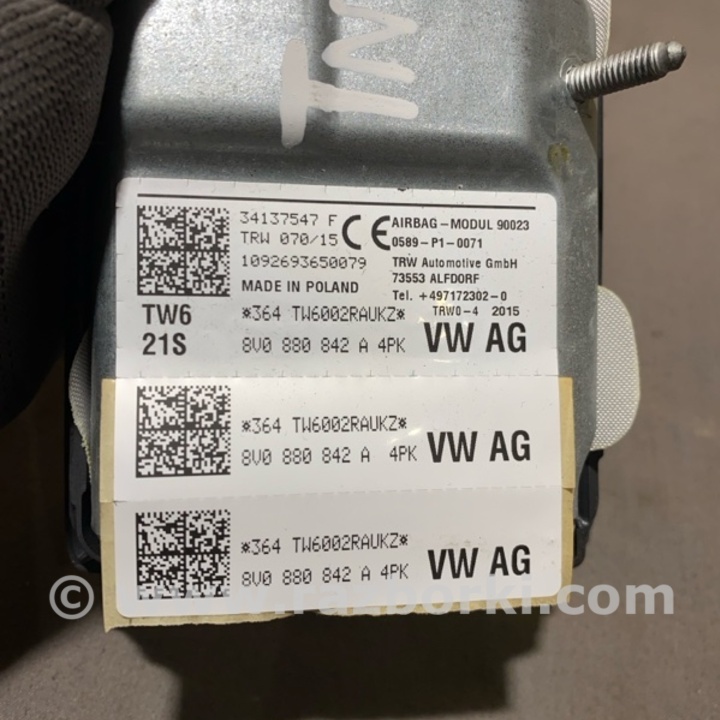 TW
34137547 F
TRW 070/15
1092693650079
MADE IN POLAND
CE
AIRBAG-MODUL 90023
0589-P1-0071
TRW Automotive GmbH
73553 ALFDORF
Tel. +497172302-0
TRW0-4 2015
TW6
21S
*364 TW6002RAUKZ*
8V0 880 842 A 4PK VW AG
*364 TW6002RAUKZ*
8V0 880 842 A 4PK VW AG
*364 TW6002RAUKZ*
8V0 880 842 A 4PK VW AG
© www.razborki.com